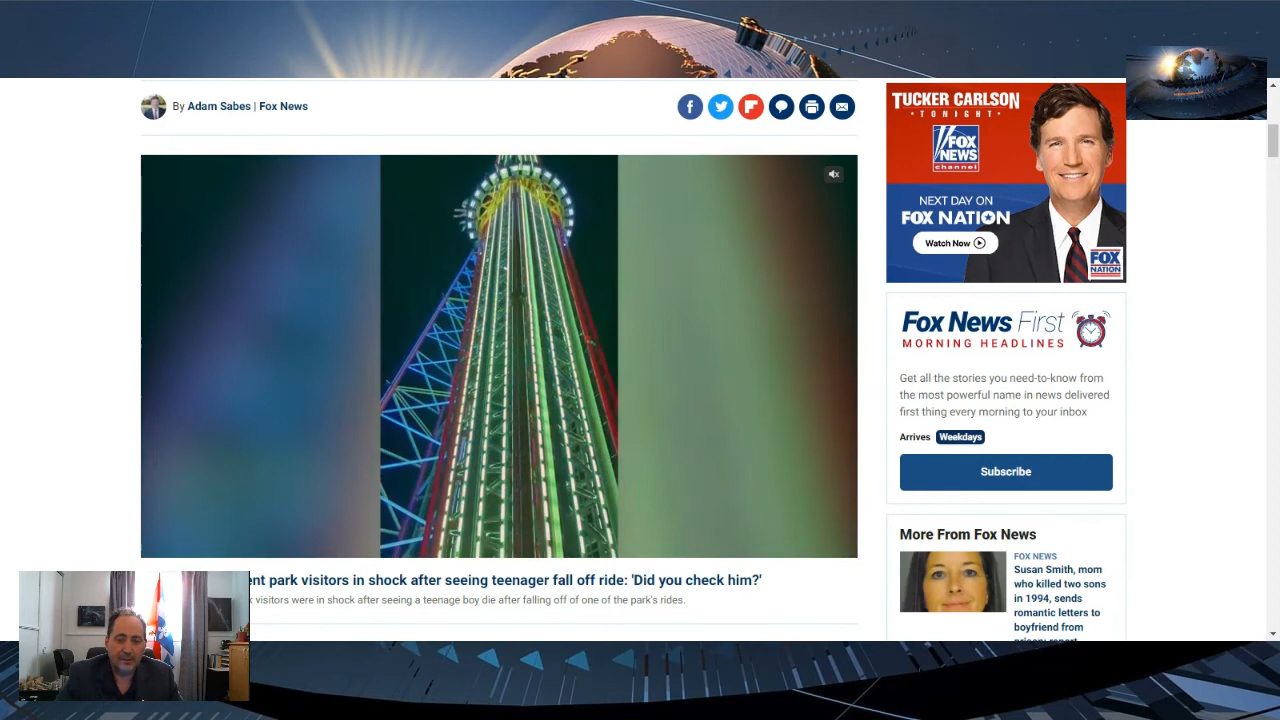 By Adam Sabes | Fox News
TUCKER CARLSON
• TONIGHT •
FOX
NEWS
channel
NEXT DAY ON
FOX NATION
Watch Now
FOX
NATION
Fox News First
MORNING HEADLINES
Get all the stories you need-to-know from
the most powerful name in news delivered
first thing every morning to your inbox
Arrives Weekdays
Subscribe
park visitors in shock after seeing teenager fall off ride: 'Did you check him?'
visitors were in shock after seeing a teenage boy die after falling off of one of the park's rides.
More From Fox News
FOX NEWS
Susan Smith, mom
who killed two sons
in 1994, sends
romantic letters to
boyfriend from